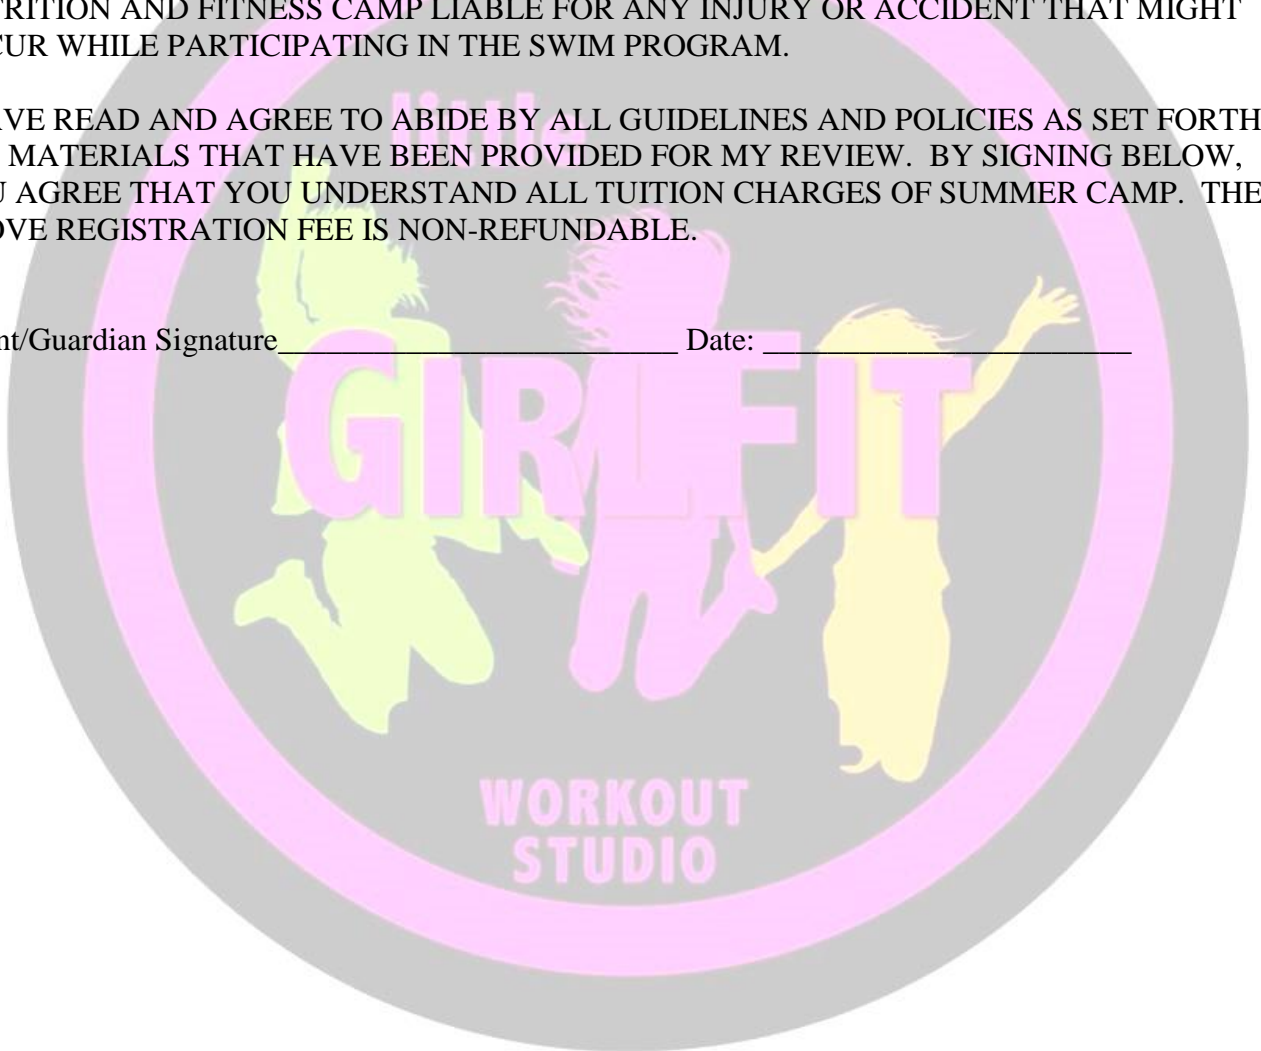 TRITION AND FITNESS CAMP LIABLE FOR ANY INJURY OR ACCIDENT THAT MIGHT
CUR WHILE PARTICIPATING IN THE SWIM PROGRAM.
AVE READ AND AGREE TO ABIDE BY ALL GUIDELINES AND POLICIES AS SET FORTH
MATERIALS THAT HAVE BEEN PROVIDED FOR MY REVIEW. BY SIGNING BELOW,
U AGREE THAT YOU UNDERSTAND ALL TUITION CHARGES OF SUMMER CAMP. THE
OVE REGISTRATION FEE IS NON-REFUNDABLE.
nt/Guardian Signature_________________________ Date: _______________________
little
GIRLFIT
WORKOUT
STUDIO